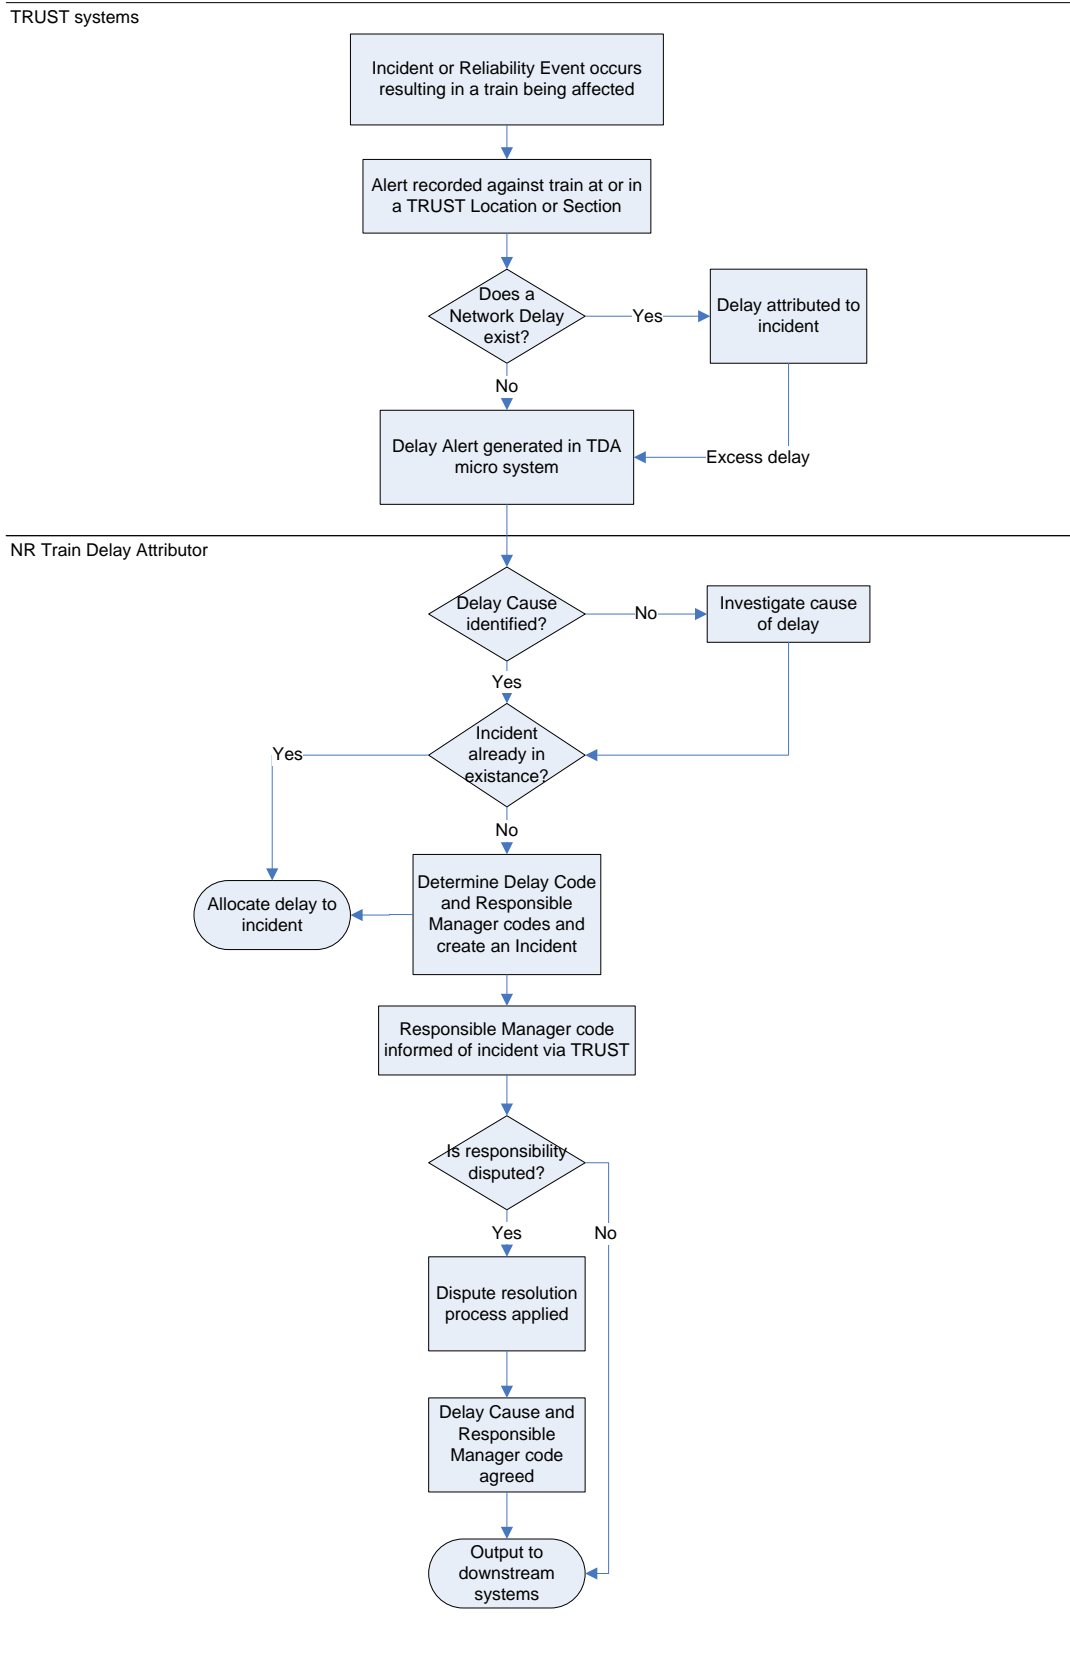 TRUST systems
Incident or Reliability Event occurs
resulting in a train being affected
Alert recorded against train at or in
a TRUST Location or Section
Does a
Network Delay
exist?
Yes
Delay attributed to
incident
No
Delay Alert generated in TDA
micro system
Excess delay
NR Train Delay Attributor
Delay Cause
identified?
No
Investigate cause
of delay
Yes
Incident
already in
existance?
Yes
No
Determine Delay Code
and Responsible
Manager codes and
create an Incident
Allocate delay to
incident
Responsible Manager code
informed of incident via TRUST
Is responsibility
disputed?
Yes
No
Dispute resolution
process applied
Delay Cause and
Responsible
Manager code
agreed
Output to
downstream
systems